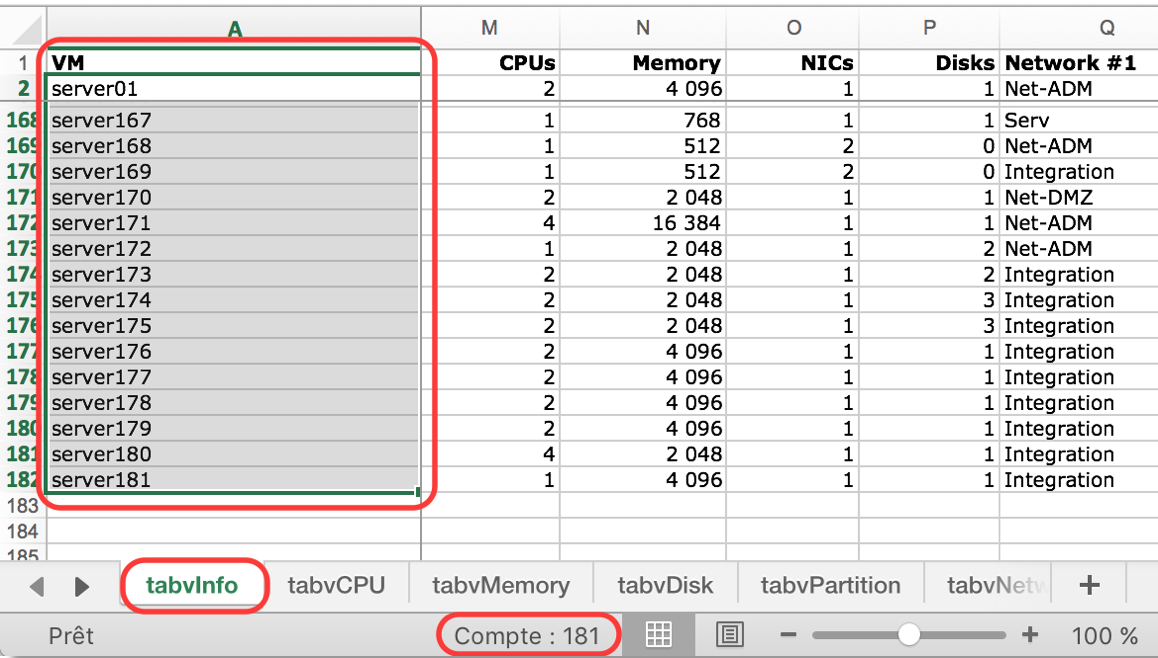 A M N O P Q
1 VM CPUs Memory NICs Disks Network #1
2 server01 2 4 096 1 1 Net-ADM
168 server167 1 768 1 1 Serv
169 server168 1 512 2 0 Net-ADM
170 server169 1 512 2 0 Integration
171 server170 2 2 048 1 1 Net-DMZ
172 server171 4 16 384 1 1 Net-ADM
173 server172 1 2 048 1 2 Net-ADM
174 server173 2 2 048 1 2 Integration
175 server174 2 2 048 1 3 Integration
176 server175 2 2 048 1 3 Integration
177 server176 2 4 096 1 1 Integration
178 server177 2 4 096 1 1 Integration
179 server178 2 4 096 1 1 Integration
180 server179 2 4 096 1 1 Integration
181 server180 4 2 048 1 1 Integration
182 server181 1 4 096 1 1 Integration
183
184
185
tabvInfo tabvCPU tabvMemory tabvDisk tabvPartition tabvNetw
Prêt Compte : 181 100 %